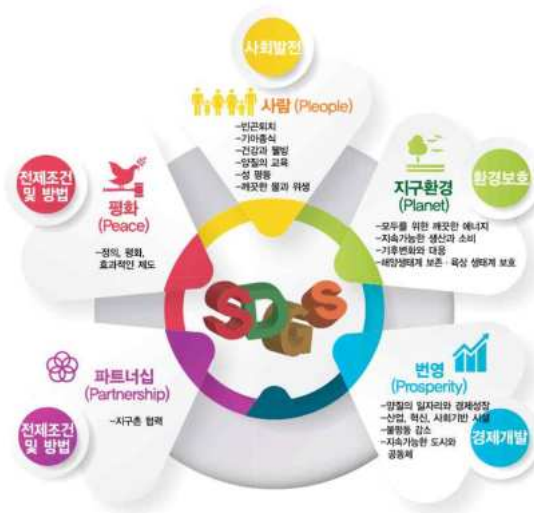 사회발전
사람 (Pleople)
-빈곤퇴치
-기아종식
-건강과 웰빙
-양질의 교육
-성 평등
-깨끗한 물과 위생
전제조건
및 방법
평화
(Peace)
-정의, 평화,
효과적인 제도
지구환경
(Planet)
환경보호
-모두를 위한 깨끗한 에너지
-지속가능한 생산과 소비
-기후변화와 대응
-해양생태계 보존 · 육상 생태계 보호
SDGS
파트너십
(Partnership)
-지구촌 협력
전제조건
및 방법
번영
(Prosperity)
-양질의 일자리와 경제성장
-산업, 혁신, 사회기반 시설
-불평등 감소
-지속가능한 도시와
공동체
경제개발